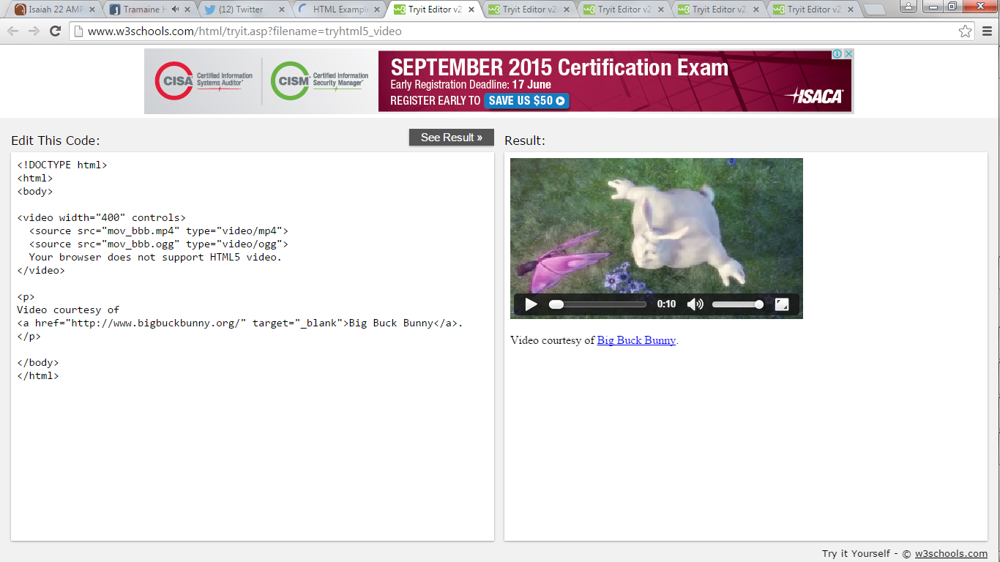 Isaiah 22 AMP
Tramaine H
(12) Twitter
HTML Example
Tryit Editor v2
Tryit Editor v2
Tryit Editor v2
Tryit Editor v2
Tryit Editor v2
www.w3schools.com/html/tryit.asp?filename=tryhtml5_video
CISA® Certified Information Systems Auditor®
CISM® Certified Information Security Manager®
SEPTEMBER 2015 Certification Exam
Early Registration Deadline: 17 June
REGISTER EARLY TO SAVE US $50
ISACA®
Edit This Code:
See Result »
Result:
<!DOCTYPE html>
<html>
<body>
<video width="400" controls>
<source src="mov_bbb.mp4" type="video/mp4">
<source src="mov_bbb.ogg" type="video/ogg">
Your browser does not support HTML5 video.
</video>
<p>
Video courtesy of
<a href="http://www.bigbuckbunny.org/" target="_blank">Big Buck Bunny</a>.
</p>
</body>
</html>
0:10
Video courtesy of Big Buck Bunny.
Try it Yourself - © w3schools.com